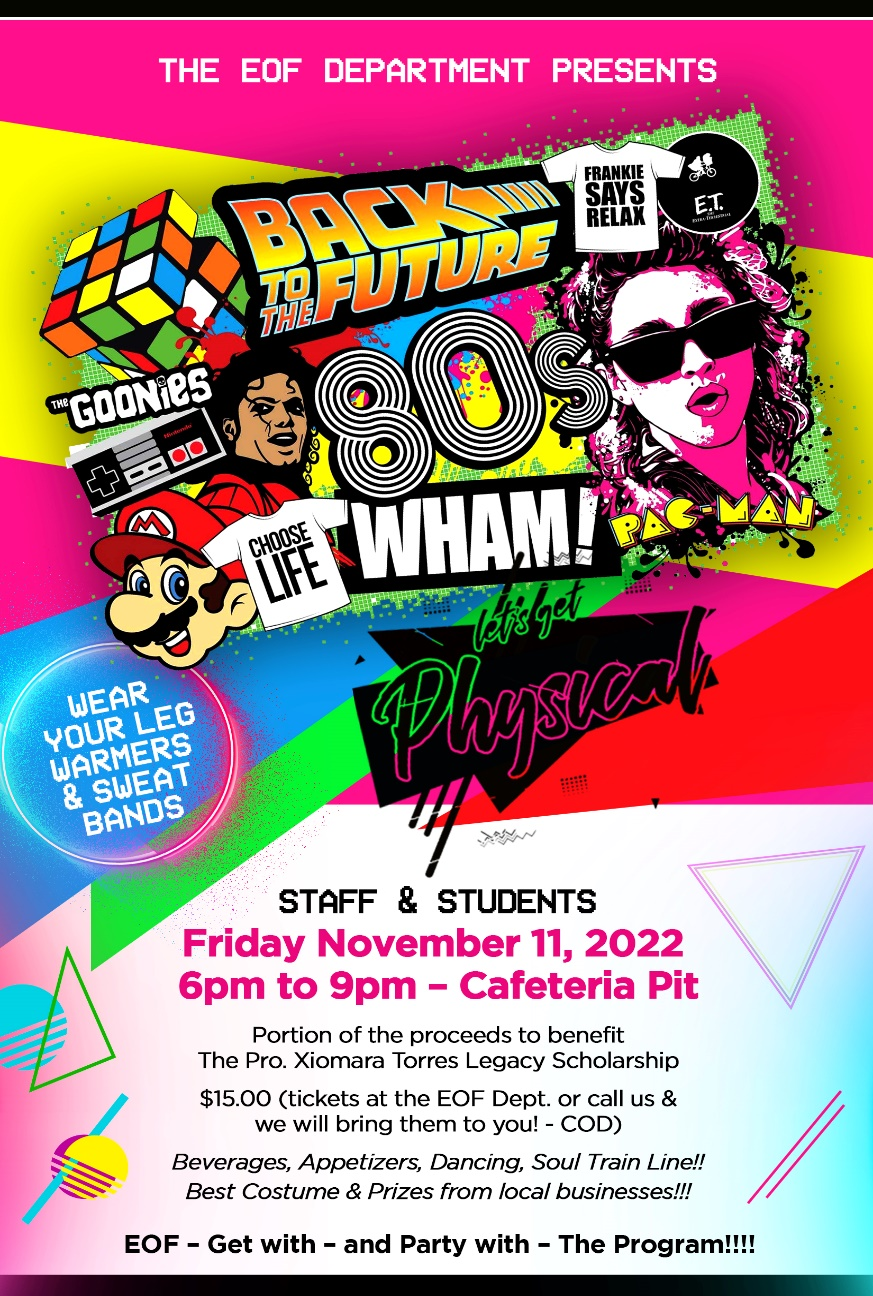 THE EOF DEPARTMENT PRESENTS
BACK
TO THE FUTURE
FRANKIE
SAYS
RELAX
E.T.
THE
EXTRA-TERRESTRIAL
THE GOONIES
Nintendo
80s
M
CHOOSE
LIFE
WHAM!
PAC-MAN
let's get
Physical
WEAR
YOUR LEG
WARMERS
& SWEAT
BANDS
STAFF & STUDENTS
Friday November 11, 2022
6pm to 9pm – Cafeteria Pit
Portion of the proceeds to benefit
The Pro. Xiomara Torres Legacy Scholarship
$15.00 (tickets at the EOF Dept. or call us &
we will bring them to you! - COD)
Beverages, Appetizers, Dancing, Soul Train Line!!
Best Costume & Prizes from local businesses!!!
EOF – Get with – and Party with – The Program!!!!